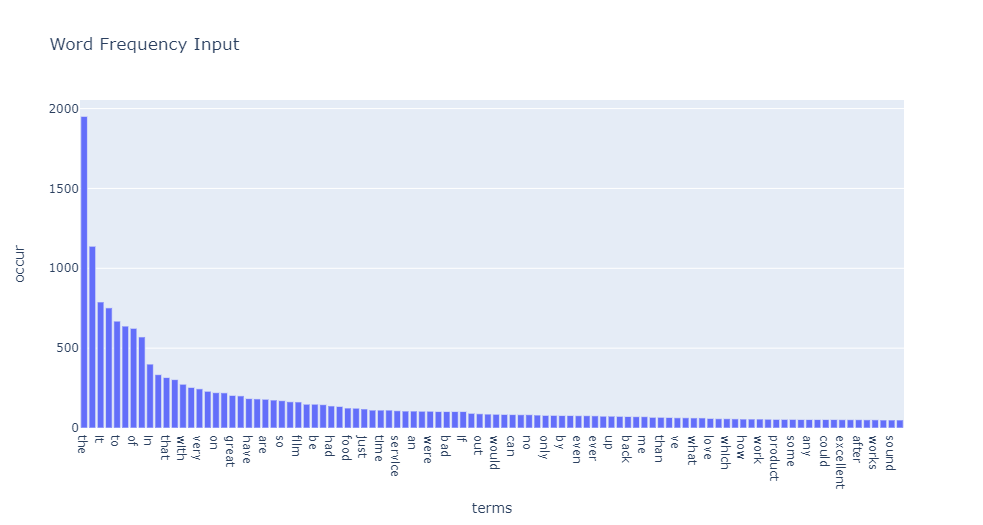 Word Frequency Input
2000
1500
1000
500
0
occur
the
it
to
of
in
that
with
very
on
great
have
are
so
film
be
had
food
just
time
service
an
were
bad
if
out
would
can
no
only
by
even
ever
up
back
me
than
ve
what
love
which
how
work
product
some
any
could
excellent
after
works
sound
terms